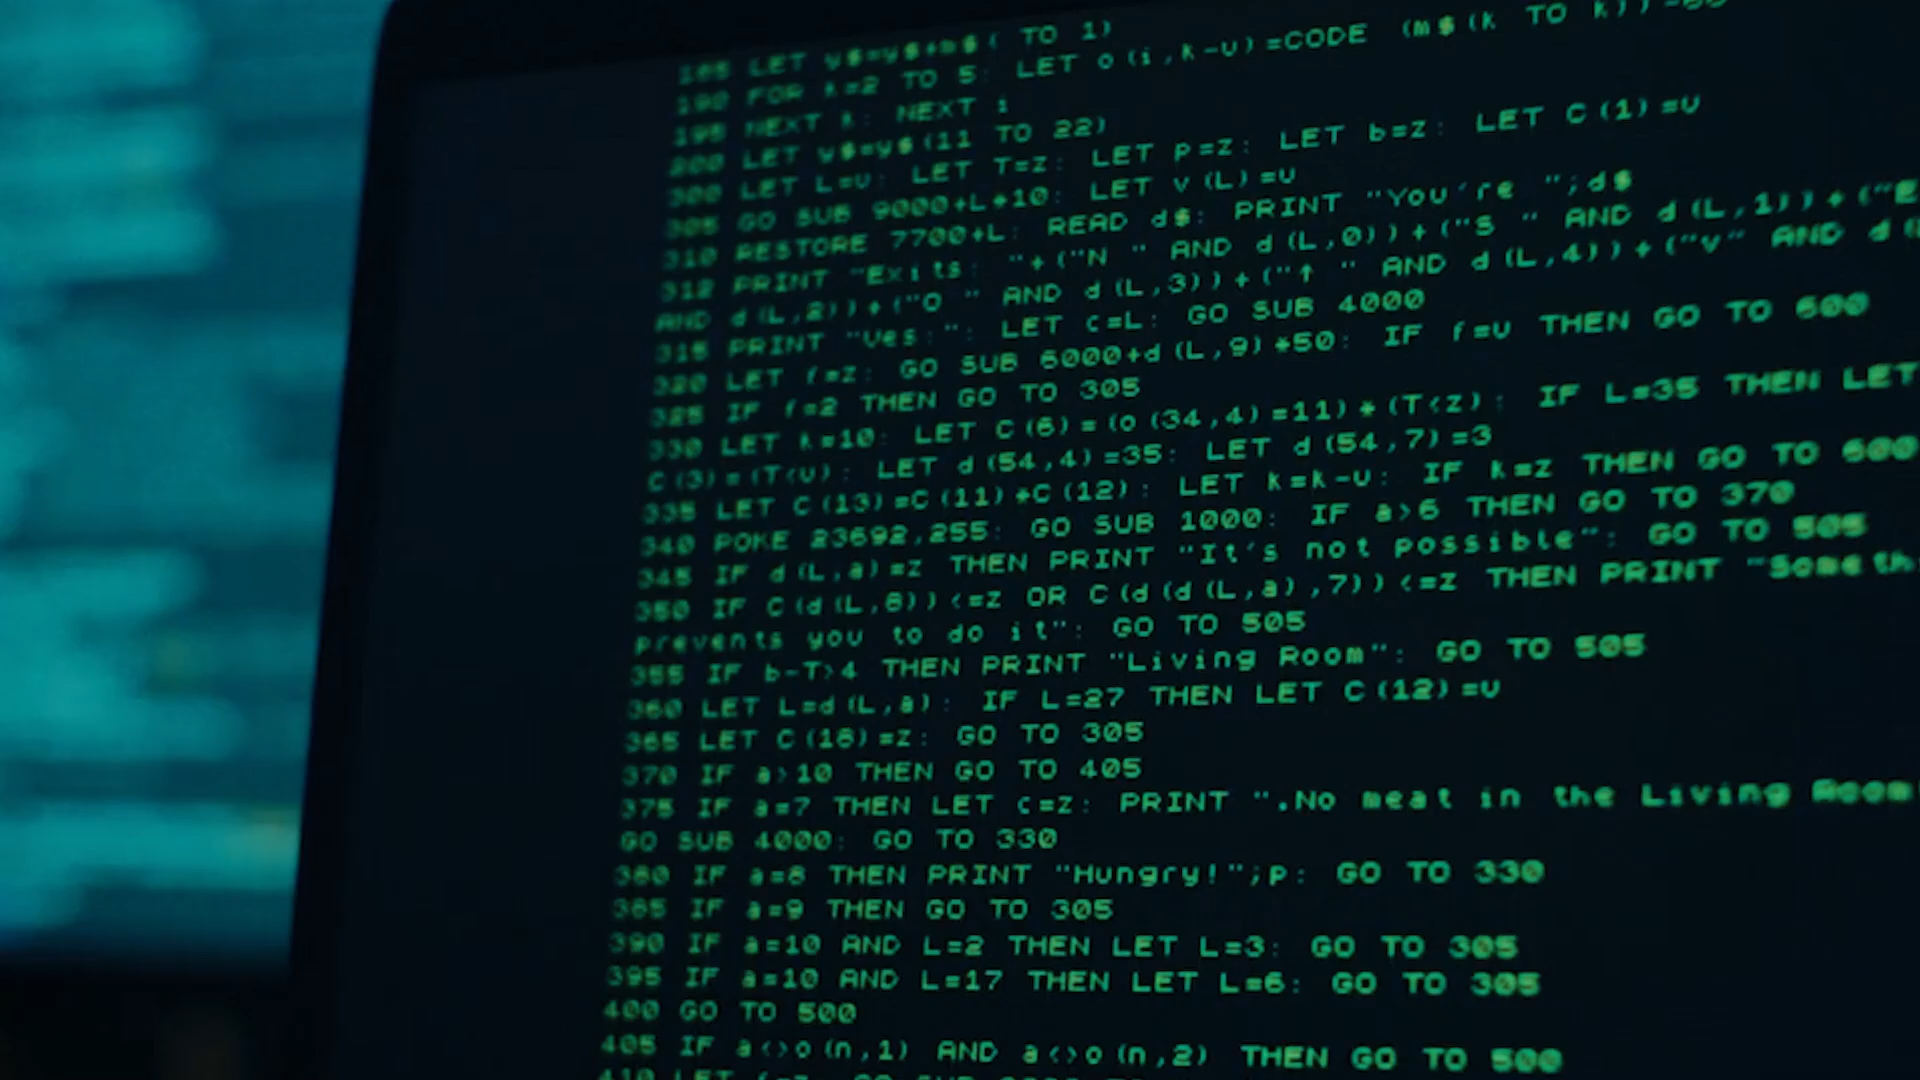 185 LET y$=y$+m$( TO 1)
190 FOR k=2 TO 5: LET o(i,k-u)=CODE (m$(k TO k))
195 NEXT k: NEXT i
200 LET y$=y$(11 TO 22)
300 LET L=u: LET T=z: LET p=z: LET b=z: LET C(1)=u
305 GO SUB 9000+L*10: LET v(L)=u
310 RESTORE 7700+L: READ d$: PRINT "You're ";d$
312 PRINT "Exits: "+("N " AND d(L,0))+("S " AND d(L,1))+("E
AND d(L,2))+("O " AND d(L,3))+("↑ " AND d(L,4))+("v" AND d(
315 PRINT "Ves:": LET c=L: GO SUB 4000
320 LET f=z: GO SUB 6000+d(L,9)*50: IF f=u THEN GO TO 600
325 IF f=2 THEN GO TO 305
330 LET k=10: LET C(6)=(o(34,4)=11)*(T<z): IF L=35 THEN LET
C(3)=(T<u): LET d(54,4)=35: LET d(54,7)=3
335 LET C(13)=C(11)+C(12): LET k=k-u: IF k=z THEN GO TO 600
340 POKE 23692,255: GO SUB 1000: IF a>6 THEN GO TO 370
345 IF d(L,a)=z THEN PRINT "It's not possible": GO TO 505
350 IF C(d(L,8))<=z OR C(d(d(L,a),7))<=z THEN PRINT "Someth
prevents you to do it": GO TO 505
355 IF b-T>4 THEN PRINT "Living Room": GO TO 505
360 LET L=d(L,a): IF L=27 THEN LET C(12)=u
365 LET C(18)=z: GO TO 305
370 IF a>10 THEN GO TO 405
375 IF a=7 THEN LET c=z: PRINT ".No meat in the Living Room
GO SUB 4000: GO TO 330
380 IF a=8 THEN PRINT "Hungry!";p: GO TO 330
385 IF a=9 THEN GO TO 305
390 IF a=10 AND L=2 THEN LET L=3: GO TO 305
395 IF a=10 AND L=17 THEN LET L=6: GO TO 305
400 GO TO 500
405 IF a<>o(n,1) AND a<>o(n,2) THEN GO TO 500
410 LET